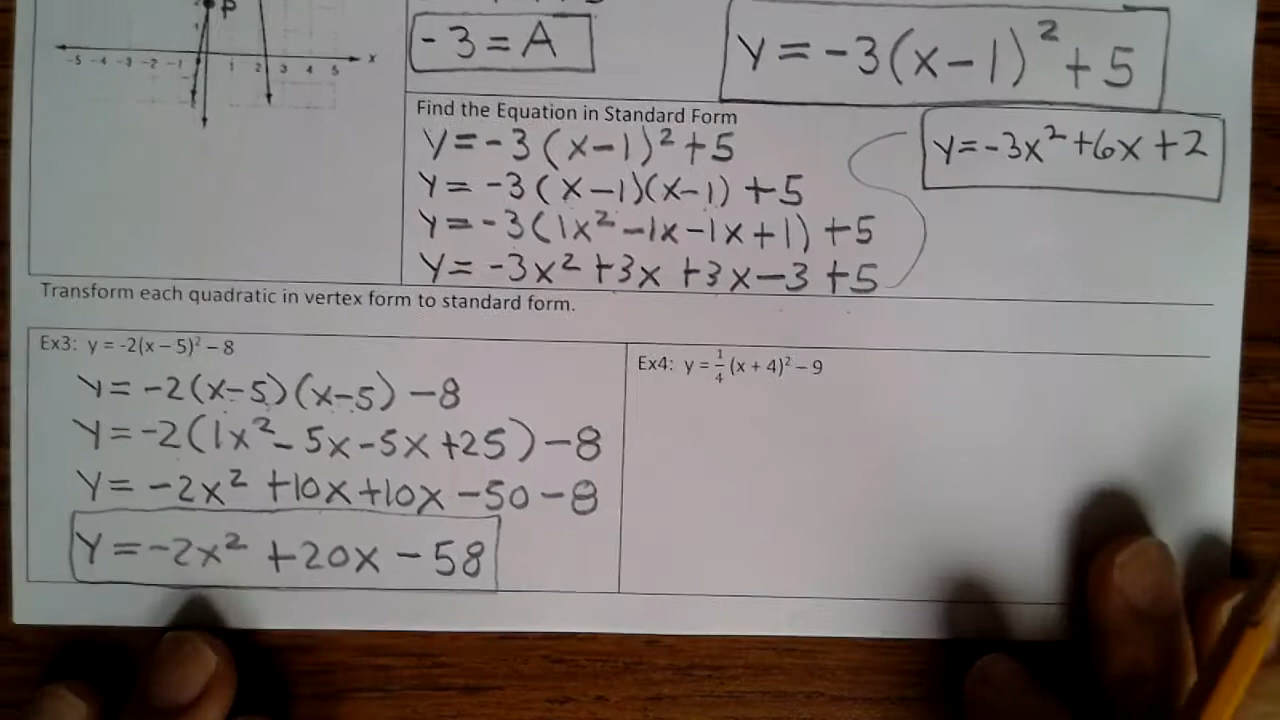 P
-5 -4 -3 -2 -1 1 2 3 4 5 x
-3 = A
y = -3(x-1)² + 5
Find the Equation in Standard Form
y = -3(x-1)² + 5
y = -3(x-1)(x-1) + 5
y = -3(1x² - 1x - 1x + 1) + 5
y = -3x² + 3x + 3x - 3 + 5
y = -3x² + 6x + 2
Transform each quadratic in vertex form to standard form.
Ex3: y = -2(x – 5)² – 8
y = -2(x-5)(x-5) - 8
y = -2(1x² - 5x - 5x + 25) - 8
y = -2x² + 10x + 10x - 50 - 8
y = -2x² + 20x - 58
Ex4: y = 1/4 (x + 4)² – 9